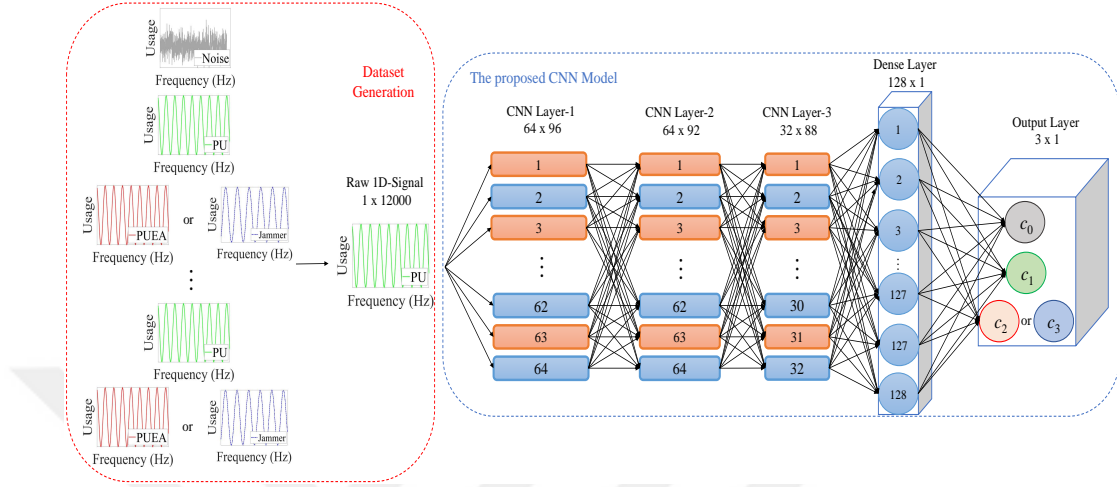 Usage
Noise
Frequency (Hz)
Usage
PU
Frequency (Hz)
Usage
PUEA
Frequency (Hz)
or
Usage
Jammer
Frequency (Hz)
⋮
Usage
PU
Frequency (Hz)
Usage
PUEA
Frequency (Hz)
or
Usage
Jammer
Frequency (Hz)
Dataset
Generation
Raw 1D-Signal
1 x 12000
Usage
PU
Frequency (Hz)
The proposed CNN Model
CNN Layer-1
64 x 96
1
2
3
⋮
62
63
64
CNN Layer-2
64 x 92
1
2
3
⋮
62
63
64
CNN Layer-3
32 x 88
1
2
3
⋮
30
31
32
Dense Layer
128 x 1
1
2
3
⋮
127
127
128
Output Layer
3 x 1
c0
c1
c2 or c3